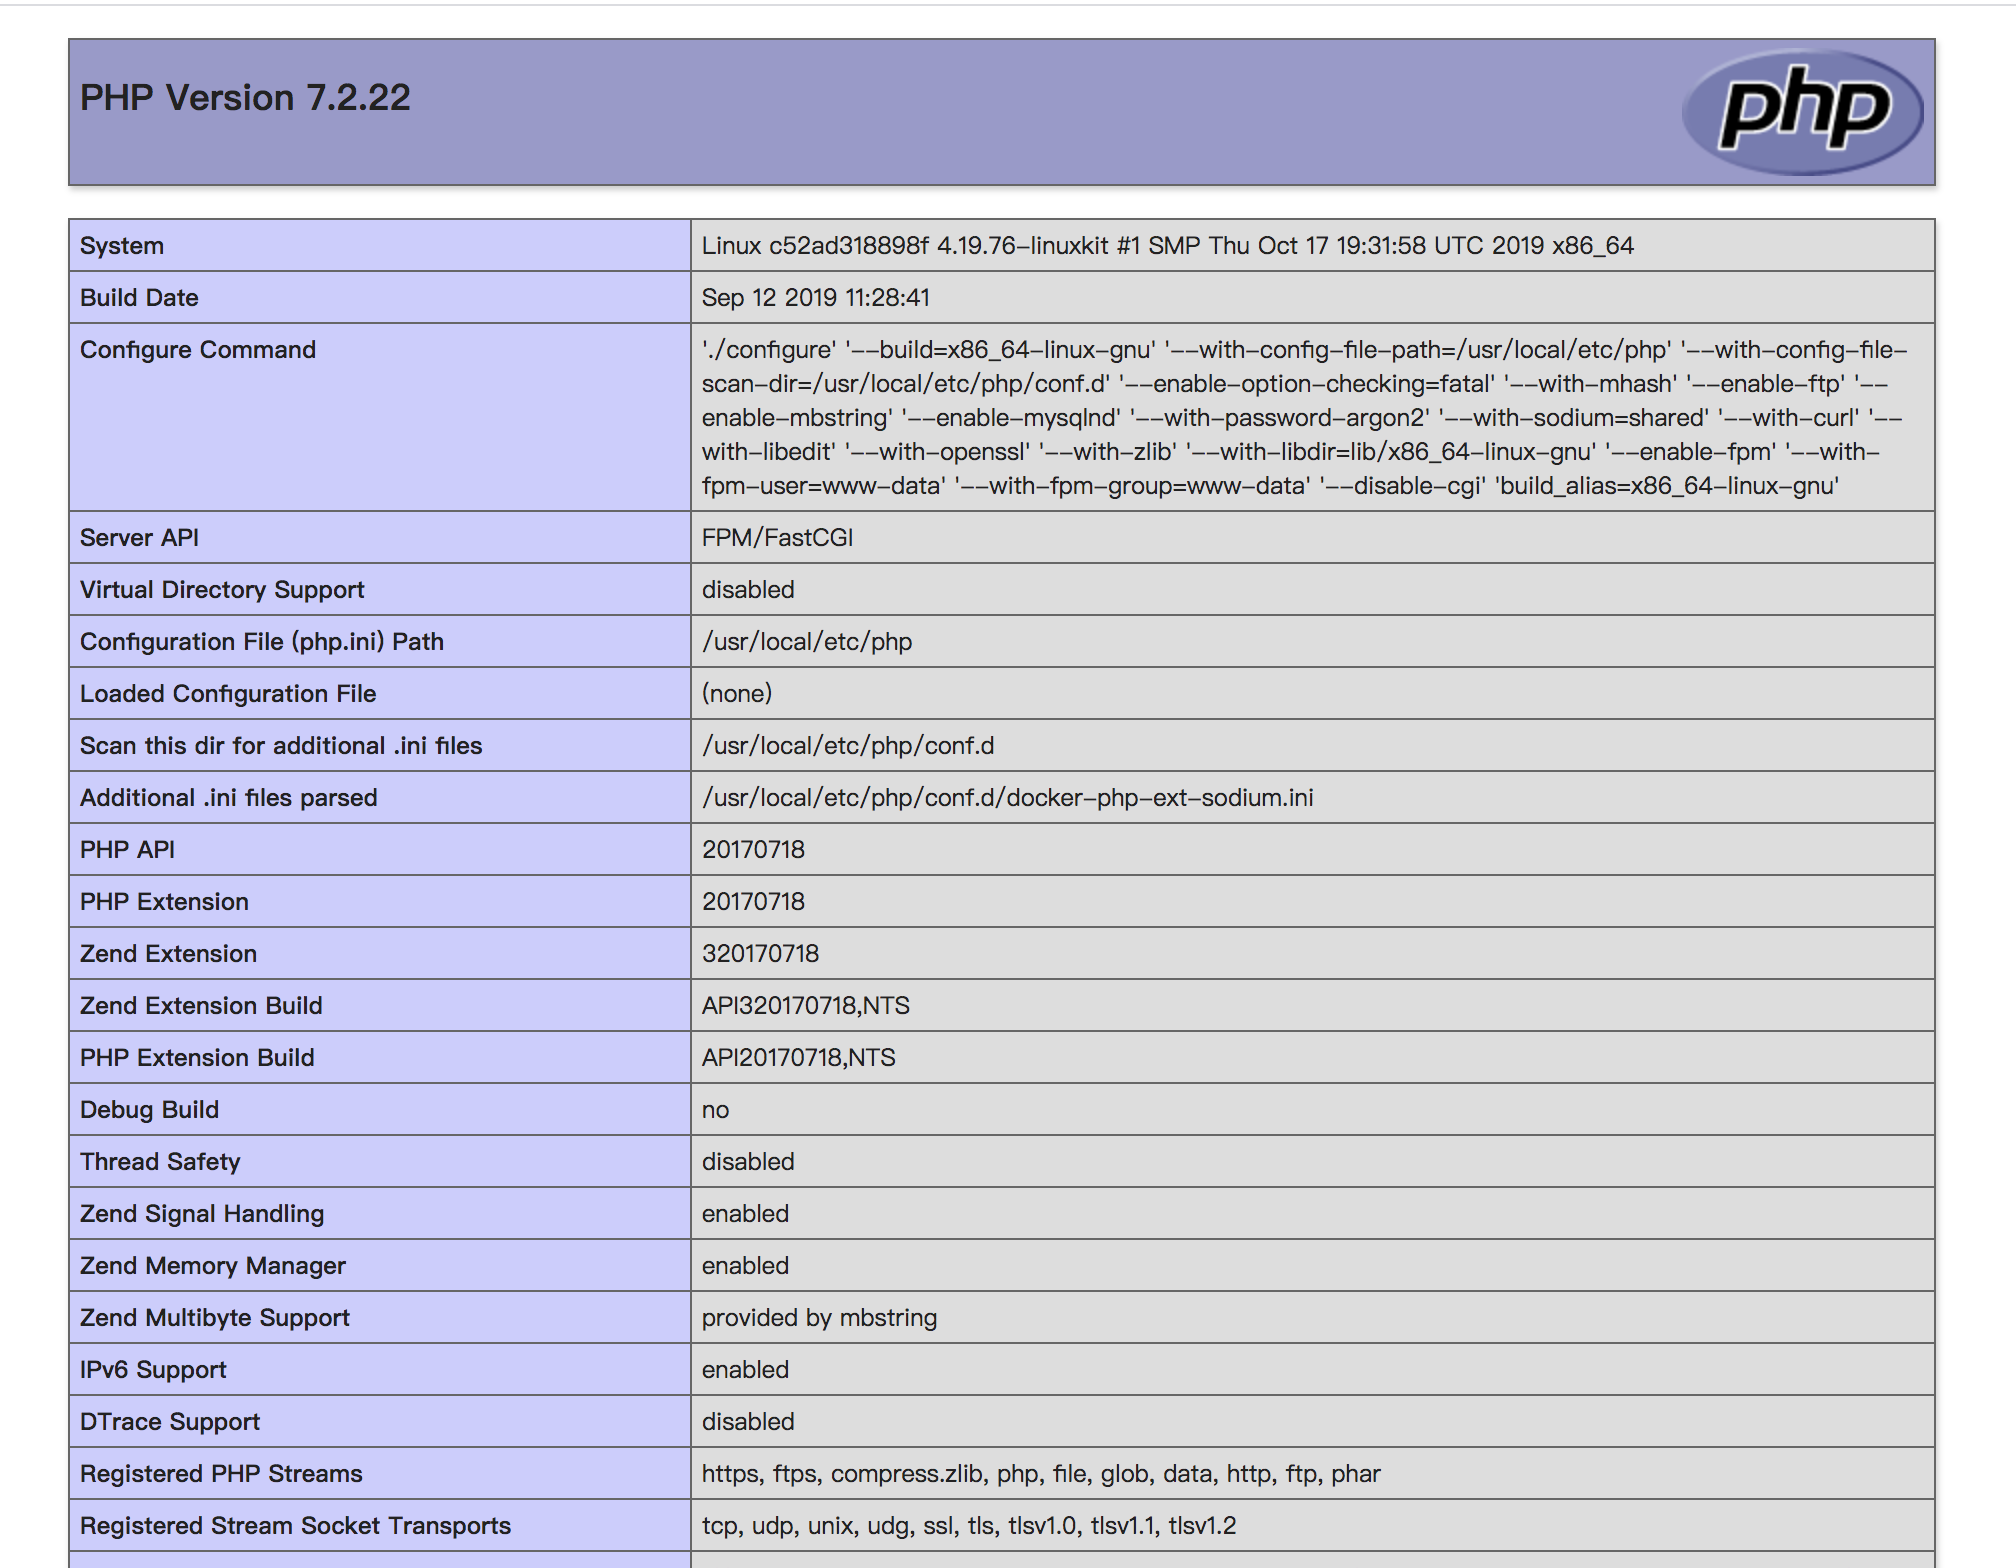 PHP Version 7.2.22
php
System Linux c52ad318898f 4.19.76-linuxkit #1 SMP Thu Oct 17 19:31:58 UTC 2019 x86_64
Build Date Sep 12 2019 11:28:41
Configure Command './configure' '--build=x86_64-linux-gnu' '--with-config-file-path=/usr/local/etc/php' '--with-config-file-
scan-dir=/usr/local/etc/php/conf.d' '--enable-option-checking=fatal' '--with-mhash' '--enable-ftp' '--
enable-mbstring' '--enable-mysqlnd' '--with-password-argon2' '--with-sodium=shared' '--with-curl' '--
with-libedit' '--with-openssl' '--with-zlib' '--with-libdir=lib/x86_64-linux-gnu' '--enable-fpm' '--with-
fpm-user=www-data' '--with-fpm-group=www-data' '--disable-cgi' 'build_alias=x86_64-linux-gnu'
Server API FPM/FastCGI
Virtual Directory Support disabled
Configuration File (php.ini) Path /usr/local/etc/php
Loaded Configuration File (none)
Scan this dir for additional .ini files /usr/local/etc/php/conf.d
Additional .ini files parsed /usr/local/etc/php/conf.d/docker-php-ext-sodium.ini
PHP API 20170718
PHP Extension 20170718
Zend Extension 320170718
Zend Extension Build API320170718,NTS
PHP Extension Build API20170718,NTS
Debug Build no
Thread Safety disabled
Zend Signal Handling enabled
Zend Memory Manager enabled
Zend Multibyte Support provided by mbstring
IPv6 Support enabled
DTrace Support disabled
Registered PHP Streams https, ftps, compress.zlib, php, file, glob, data, http, ftp, phar
Registered Stream Socket Transports tcp, udp, unix, udg, ssl, tls, tlsv1.0, tlsv1.1, tlsv1.2